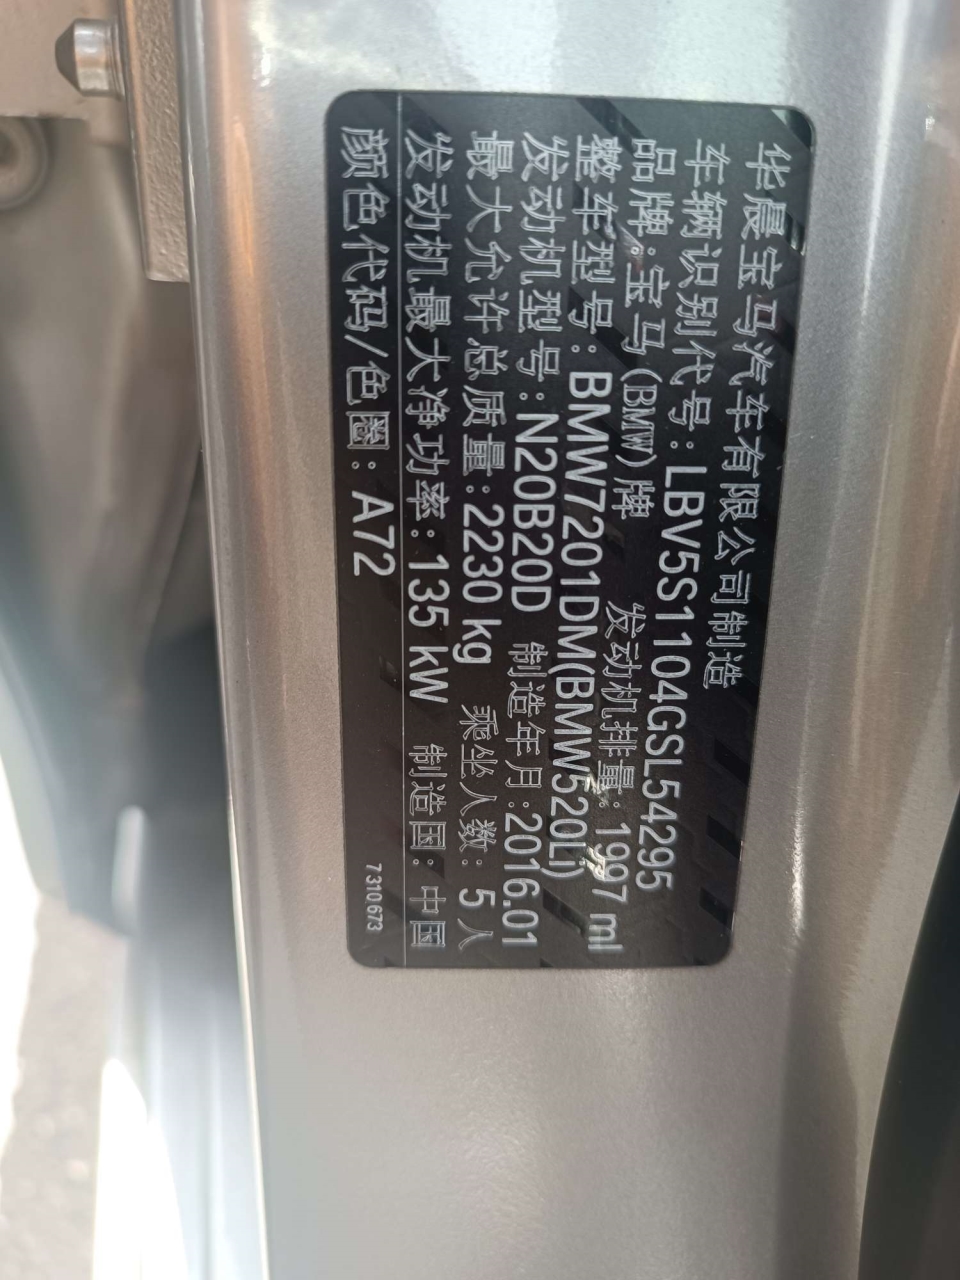 华晨宝马汽车有限公司制造
车辆识别代号:LBV5S1104GSL54295
品牌:宝马(BMW)牌 发动机排量:1997 ml
整车型号:BMW7201DM(BMW520Li)
发动机型号:N20B20D 制造年月:2016.01
最大允许总质量:2230 kg 乘坐人数:5人
发动机最大净功率:135 kW 制造国:中国
颜色代码/色圈:A72 7310673